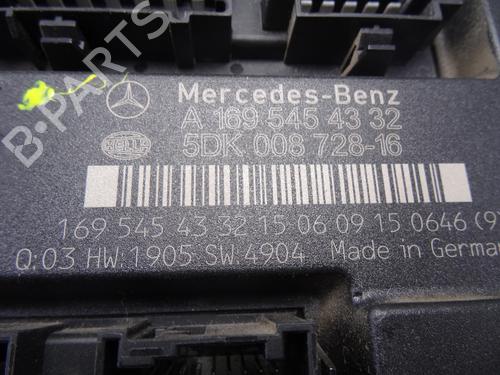 B-PARTS
Mercedes-Benz
A 169 545 43 32
HELLA
5DK 008 728-16
169 545 43 32 15 06 09 15 0646 (9
Q:03 HW:1905 SW:4904 Made in German